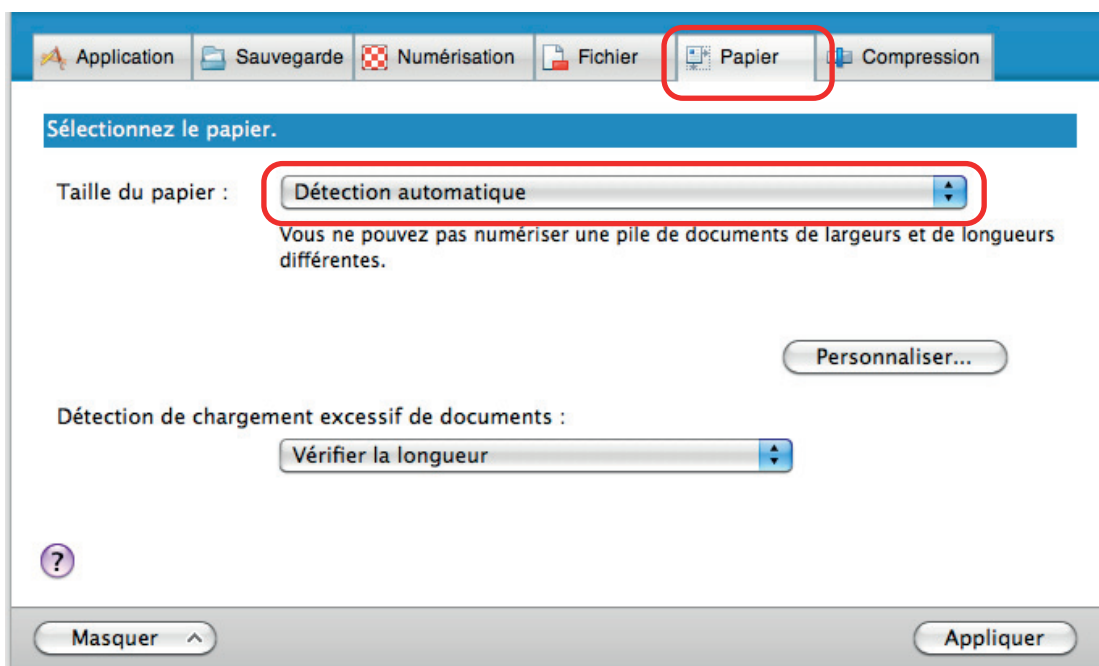 Application Sauvegarde Numérisation Fichier Papier Compression
Sélectionnez le papier.
Taille du papier : Détection automatique
Vous ne pouvez pas numériser une pile de documents de largeurs et de longueurs
différentes.
Personnaliser...
Détection de chargement excessif de documents :
Vérifier la longueur
?
Masquer Appliquer